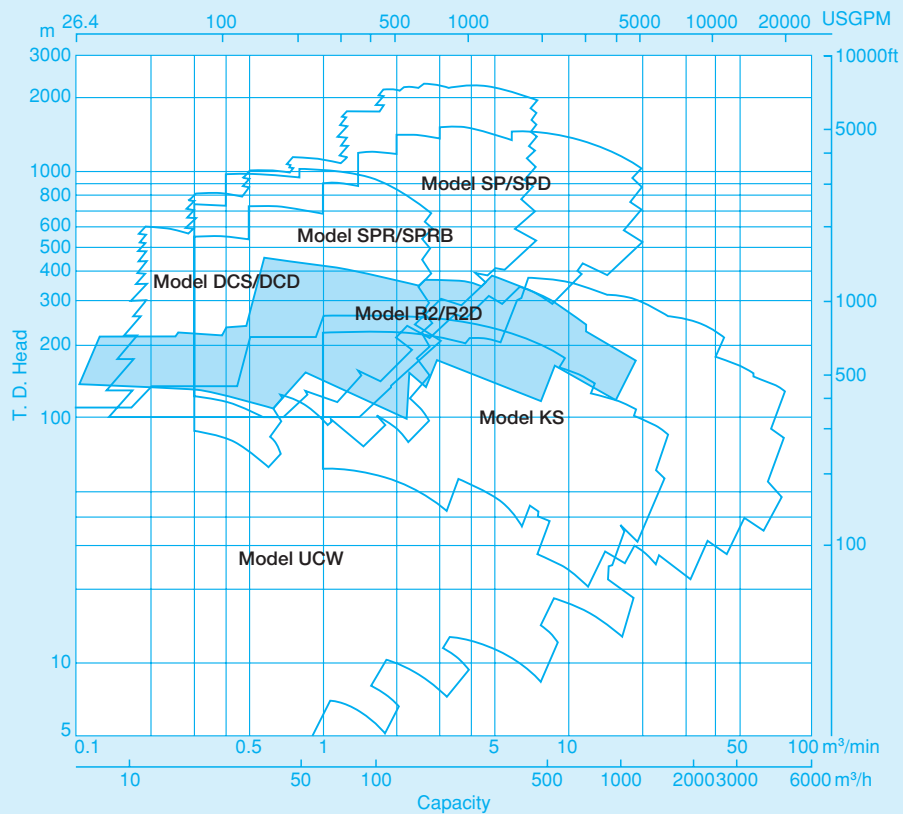 m 26.4 100 500 1000 5000 10000 20000 USGPM
3000 10000ft
2000
5000
1000
Model SP/SPD
800
600
Model SPR/SPRB
500
400
Model DCS/DCD
300 1000
Model R2/R2D
200
500
100
Model KS
T. D. Head
100
Model UCW
10
5
0.1 0.5 1 5 10 50 100 m³/min
10 50 100 500 1000 2000 3000 6000 m³/h
Capacity